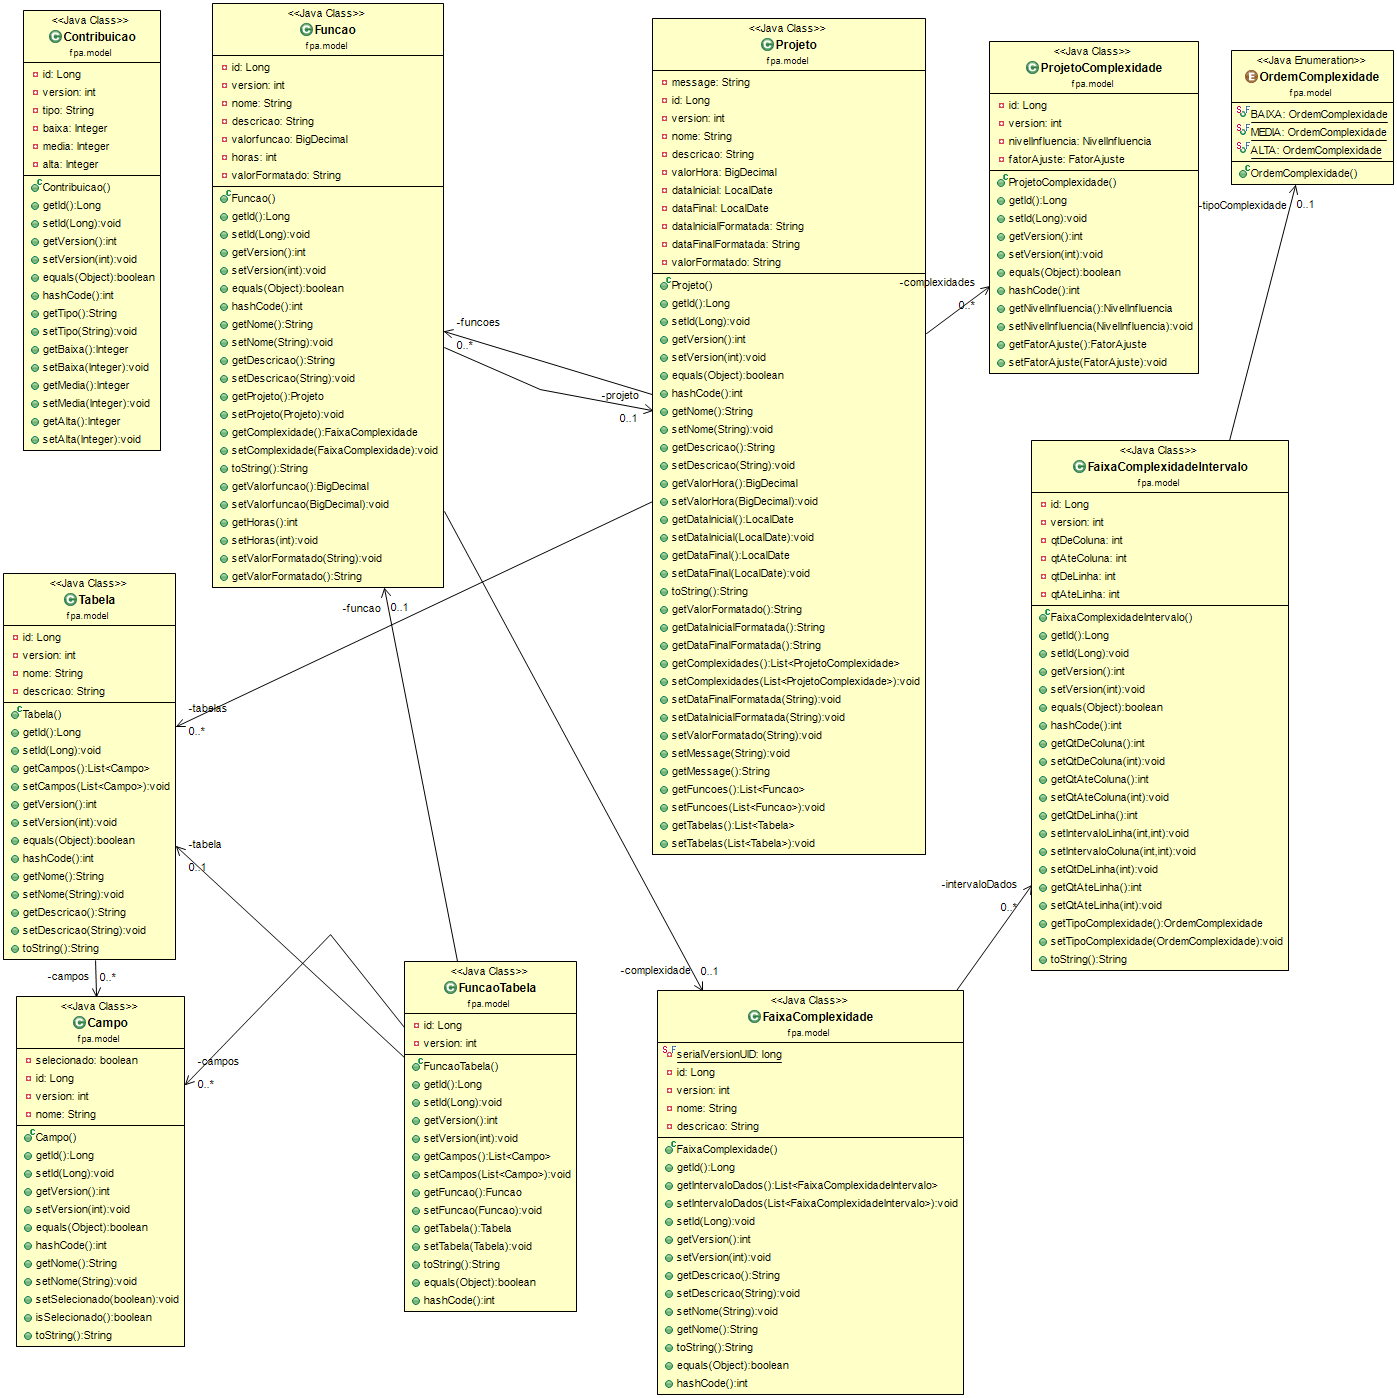 <<Java Class>>
Contribuicao
fpa.model
id: Long
version: int
tipo: String
baixa: Integer
media: Integer
alta: Integer
Contribuicao()
getId():Long
setId(Long):void
getVersion():int
setVersion(int):void
equals(Object):boolean
hashCode():int
getTipo():String
setTipo(String):void
getBaixa():Integer
setBaixa(Integer):void
getMedia():Integer
setMedia(Integer):void
getAlta():Integer
setAlta(Integer):void
<<Java Class>>
Funcao
fpa.model
id: Long
version: int
nome: String
descricao: String
valorfuncao: BigDecimal
horas: int
valorFormatado: String
Funcao()
getId():Long
setId(Long):void
getVersion():int
setVersion(int):void
equals(Object):boolean
hashCode():int
getNome():String
setNome(String):void
getDescricao():String
setDescricao(String):void
getProjeto():Projeto
setProjeto(Projeto):void
getComplexidade():FaixaComplexidade
setComplexidade(FaixaComplexidade):void
toString():String
getValorfuncao():BigDecimal
setValorfuncao(BigDecimal):void
getHoras():int
setHoras(int):void
setValorFormatado(String):void
getValorFormatado():String
<<Java Class>>
Projeto
fpa.model
message: String
id: Long
version: int
nome: String
descricao: String
valorHora: BigDecimal
dataInicial: LocalDate
dataFinal: LocalDate
dataInicialFormatada: String
dataFinalFormatada: String
valorFormatado: String
Projeto()
getId():Long
setId(Long):void
getVersion():int
setVersion(int):void
equals(Object):boolean
hashCode():int
getNome():String
setNome(String):void
getDescricao():String
setDescricao(String):void
getValorHora():BigDecimal
setValorHora(BigDecimal):void
getDataInicial():LocalDate
setDataInicial(LocalDate):void
getDataFinal():LocalDate
setDataFinal(LocalDate):void
toString():String
getValorFormatado():String
getDataInicialFormatada():String
getDataFinalFormatada():String
getComplexidades():List<ProjetoComplexidade>
setComplexidades(List<ProjetoComplexidade>):void
setDataFinalFormatada(String):void
setDataInicialFormatada(String):void
setValorFormatado(String):void
setMessage(String):void
getMessage():String
getFuncoes():List<Funcao>
setFuncoes(List<Funcao>):void
getTabelas():List<Tabela>
setTabelas(List<Tabela>):void
<<Java Class>>
ProjetoComplexidade
fpa.model
id: Long
version: int
nivelInfluencia: NivelInfluencia
fatorAjuste: FatorAjuste
ProjetoComplexidade()
getId():Long
setId(Long):void
getVersion():int
setVersion(int):void
equals(Object):boolean
hashCode():int
getNivelInfluencia():NivelInfluencia
setNivelInfluencia(NivelInfluencia):void
getFatorAjuste():FatorAjuste
setFatorAjuste(FatorAjuste):void
<<Java Enumeration>>
OrdemComplexidade
fpa.model
BAIXA: OrdemComplexidade
MEDIA: OrdemComplexidade
ALTA: OrdemComplexidade
OrdemComplexidade()
-tipoComplexidade
0..1
-complexidades
0..*
-funcoes
0..*
-projeto
0..1
<<Java Class>>
FaixaComplexidadeIntervalo
fpa.model
id: Long
version: int
qtDeColuna: int
qtAteColuna: int
qtDeLinha: int
qtAteLinha: int
FaixaComplexidadeIntervalo()
getId():Long
setId(Long):void
getVersion():int
setVersion(int):void
equals(Object):boolean
hashCode():int
getQtDeColuna():int
setQtDeColuna(int):void
getQtAteColuna():int
setQtAteColuna(int):void
getQtDeLinha():int
setIntervaloLinha(int,int):void
setIntervaloColuna(int,int):void
setQtDeLinha(int):void
getQtAteLinha():int
setQtAteLinha(int):void
getTipoComplexidade():OrdemComplexidade
setTipoComplexidade(OrdemComplexidade):void
toString():String
<<Java Class>>
Tabela
fpa.model
id: Long
version: int
nome: String
descricao: String
Tabela()
getId():Long
setId(Long):void
getCampos():List<Campo>
setCampos(List<Campo>):void
getVersion():int
setVersion(int):void
equals(Object):boolean
hashCode():int
getNome():String
setNome(String):void
getDescricao():String
setDescricao(String):void
toString():String
-funcao
0..1
-tabelas
0..*
-tabela
0..1
-intervaloDados
0..*
-complexidade
0..1
-campos
0..*
-campos
0..*
<<Java Class>>
Campo
fpa.model
selecionado: boolean
id: Long
version: int
nome: String
Campo()
getId():Long
setId(Long):void
getVersion():int
setVersion(int):void
equals(Object):boolean
hashCode():int
getNome():String
setNome(String):void
setSelecionado(boolean):void
isSelecionado():boolean
toString():String
<<Java Class>>
FuncaoTabela
fpa.model
id: Long
version: int
FuncaoTabela()
getId():Long
setId(Long):void
getVersion():int
setVersion(int):void
getCampos():List<Campo>
setCampos(List<Campo>):void
getFuncao():Funcao
setFuncao(Funcao):void
getTabela():Tabela
setTabela(Tabela):void
toString():String
equals(Object):boolean
hashCode():int
<<Java Class>>
FaixaComplexidade
fpa.model
serialVersionUID: long
id: Long
version: int
nome: String
descricao: String
FaixaComplexidade()
getId():Long
getIntervaloDados():List<FaixaComplexidadeIntervalo>
setIntervaloDados(List<FaixaComplexidadeIntervalo>):void
setId(Long):void
getVersion():int
setVersion(int):void
getDescricao():String
setDescricao(String):void
setNome(String):void
getNome():String
toString():String
equals(Object):boolean
hashCode():int